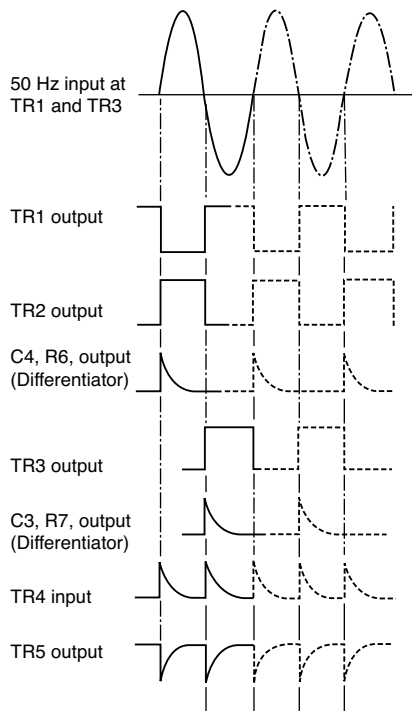 50 Hz input at
TR1 and TR3
TR1 output
TR2 output
C4, R6, output
(Differentiator)
TR3 output
C3, R7, output
(Differentiator)
TR4 input
TR5 output